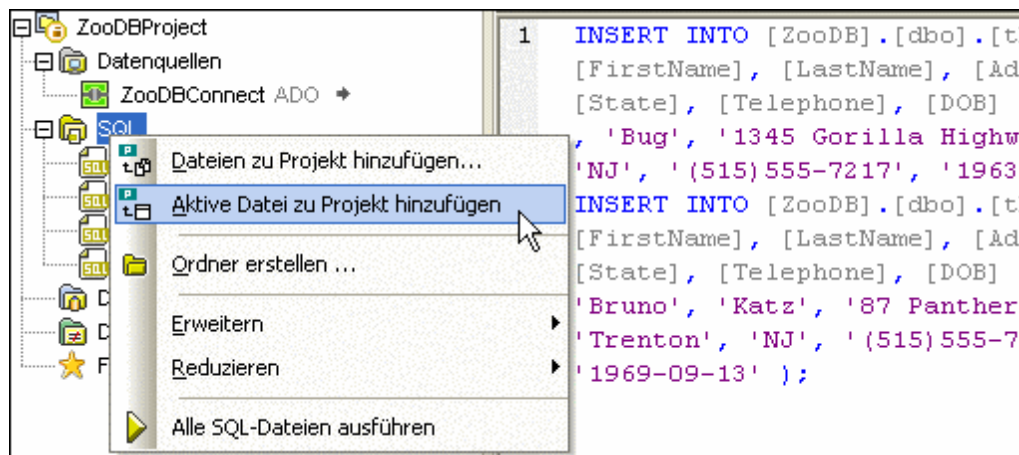 ZooDBProject
Datenquellen
ZooDBConnect ADO
SQL
Dateien zu Projekt hinzufügen...
Aktive Datei zu Projekt hinzufügen
Ordner erstellen ...
Erweitern
Reduzieren
Alle SQL-Dateien ausführen
1 INSERT INTO [ZooDB].[dbo].[t
[FirstName], [LastName], [Ad
[State], [Telephone], [DOB]
, 'Bug', '1345 Gorilla Highw
'NJ', '(515)555-7217', '1963
INSERT INTO [ZooDB].[dbo].[t
[FirstName], [LastName], [Ad
[State], [Telephone], [DOB]
'Bruno', 'Katz', '87 Panther
'Trenton', 'NJ', '(515)555-7
'1969-09-13' );